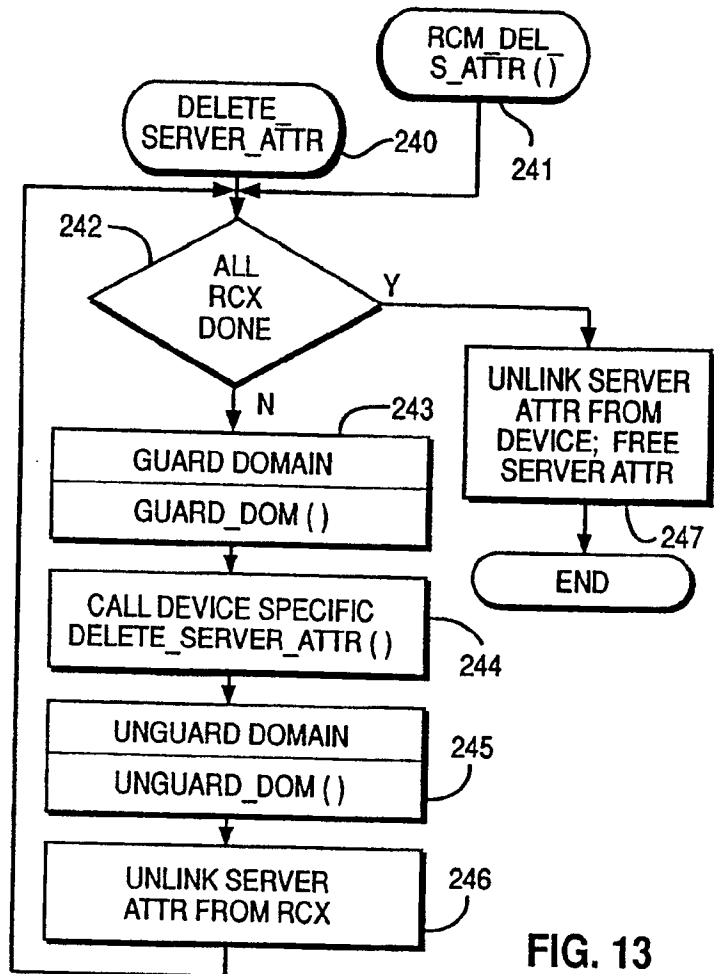 RCM_DEL_
S_ATTR ( )
241
DELETE_
SERVER_ATTR
240
242
ALL
RCX
DONE
Y
N
243
GUARD DOMAIN
GUARD_DOM ( )
UNLINK SERVER
ATTR FROM
DEVICE; FREE
SERVER ATTR
247
END
CALL DEVICE SPECIFIC
DELETE_SERVER_ATTR ( )
244
UNGUARD DOMAIN
UNGUARD_DOM ( )
245
UNLINK SERVER
ATTR FROM RCX
246
FIG. 13